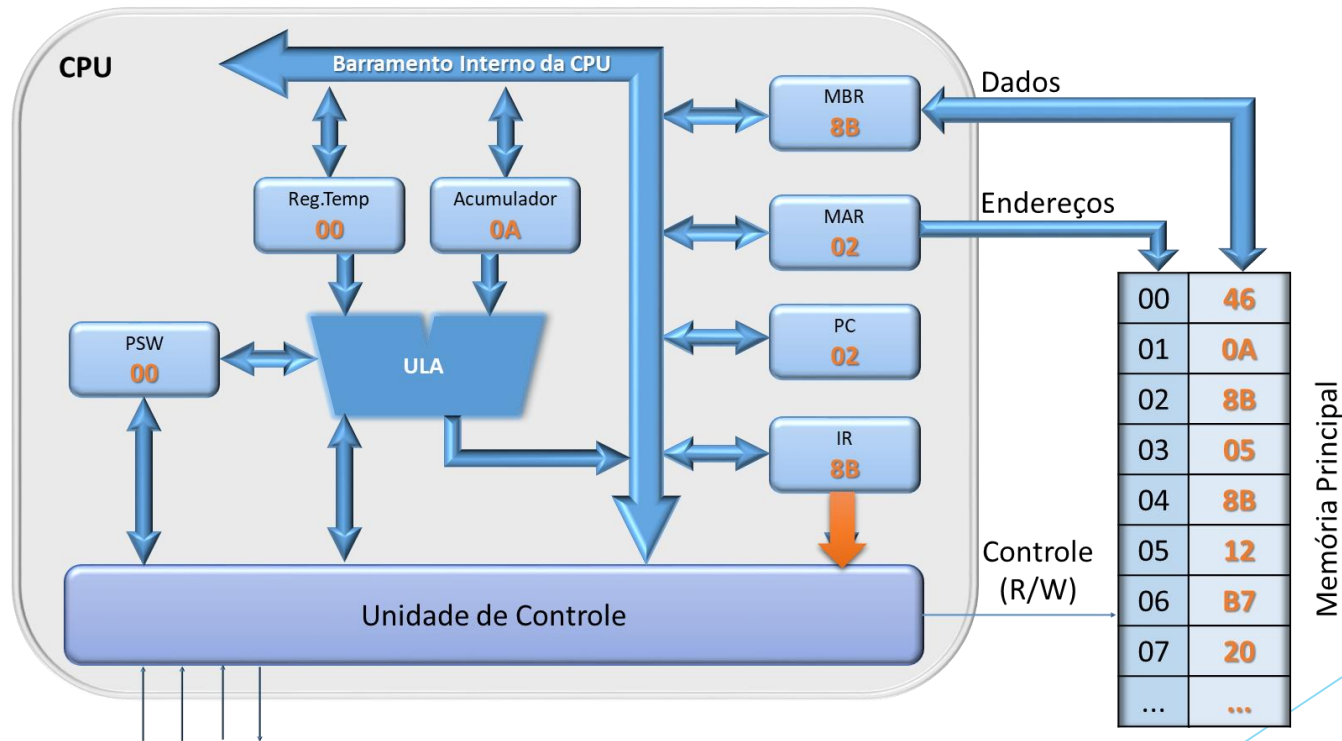 CPU
Barramento Interno da CPU
Reg.Temp
00
Acumulador
0A
PSW
00
ULA
MBR
8B
MAR
02
PC
02
IR
8B
Unidade de Controle
Dados
Endereços
Controle
(R/W)
00 46
01 0A
02 8B
03 05
04 8B
05 12
06 B7
07 20
... ...
Memória Principal